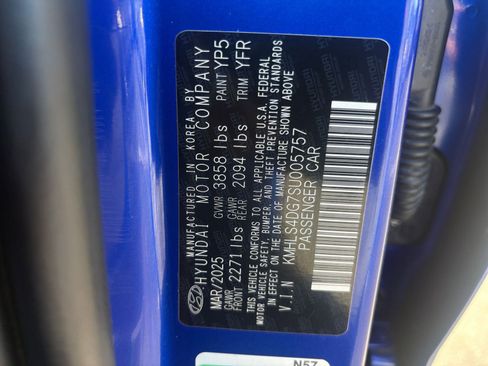 MANUFACTURED IN KOREA BY
HYUNDAI MOTOR COMPANY
MAR/2025 GVWR 3858 lbs PAINT YP5
GAWR FRONT 2271 lbs GAWR REAR 2094 lbs TRIM YFR
THIS VEHICLE CONFORMS TO ALL APPLICABLE U.S.A. FEDERAL
MOTOR VEHICLE SAFETY, BUMPER, AND THEFT PREVENTION STANDARDS
IN EFFECT ON THE DATE OF MANUFACTURE SHOWN ABOVE
V.I.N KMHLS4DG7SU005757
PASSENGER CAR
N57